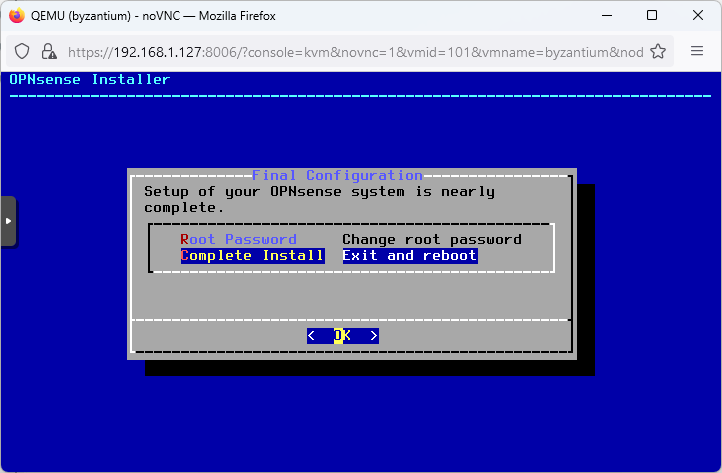 QEMU (byzantium) - noVNC — Mozilla Firefox
https://192.168.1.127:8006/?console=kvm&novnc=1&vmid=101&vmname=byzantium&nod
OPNsense Installer
Final Configuration
Setup of your OPNsense system is nearly
complete.
Root Password Change root password
Complete Install Exit and reboot
< OK >